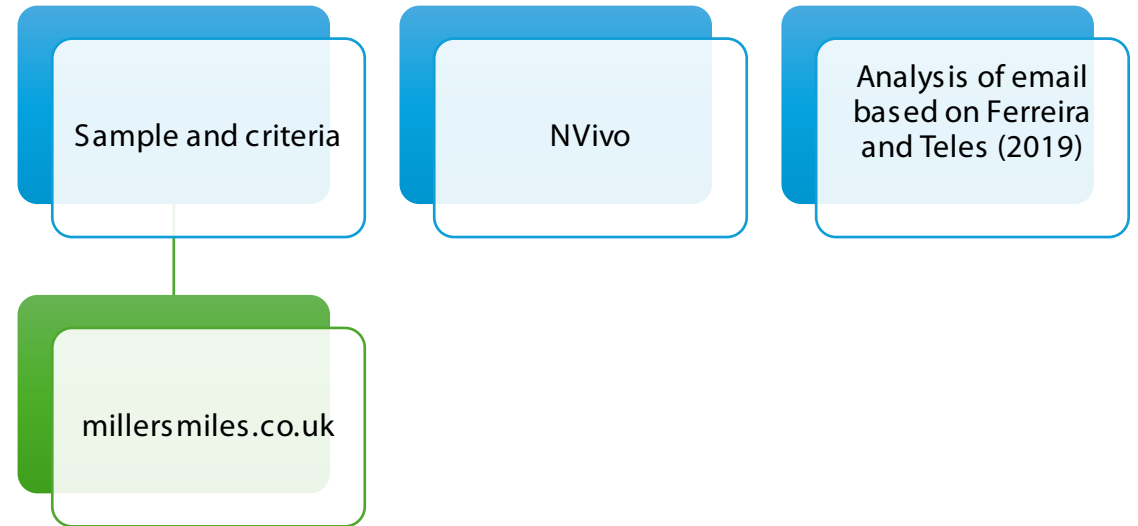 Sample and criteria
NVivo
Analysis of email
based on Ferreira
and Teles (2019)
millersmiles.co.uk